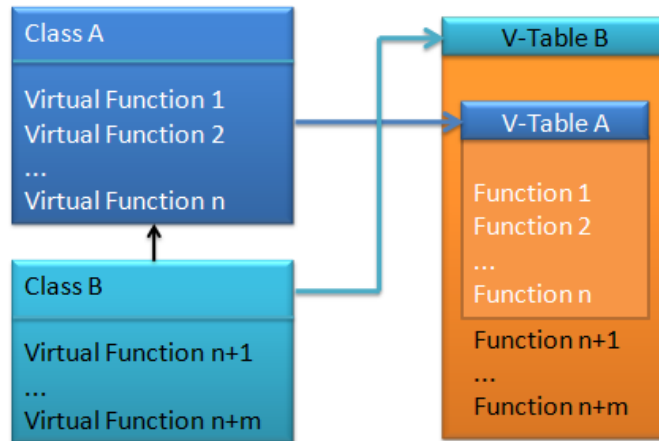 Class A
Virtual Function 1
Virtual Function 2
...
Virtual Function n
Class B
Virtual Function n+1
...
Virtual Function n+m
V-Table B
V-Table A
Function 1
Function 2
...
Function n
Function n+1
...
Function n+m